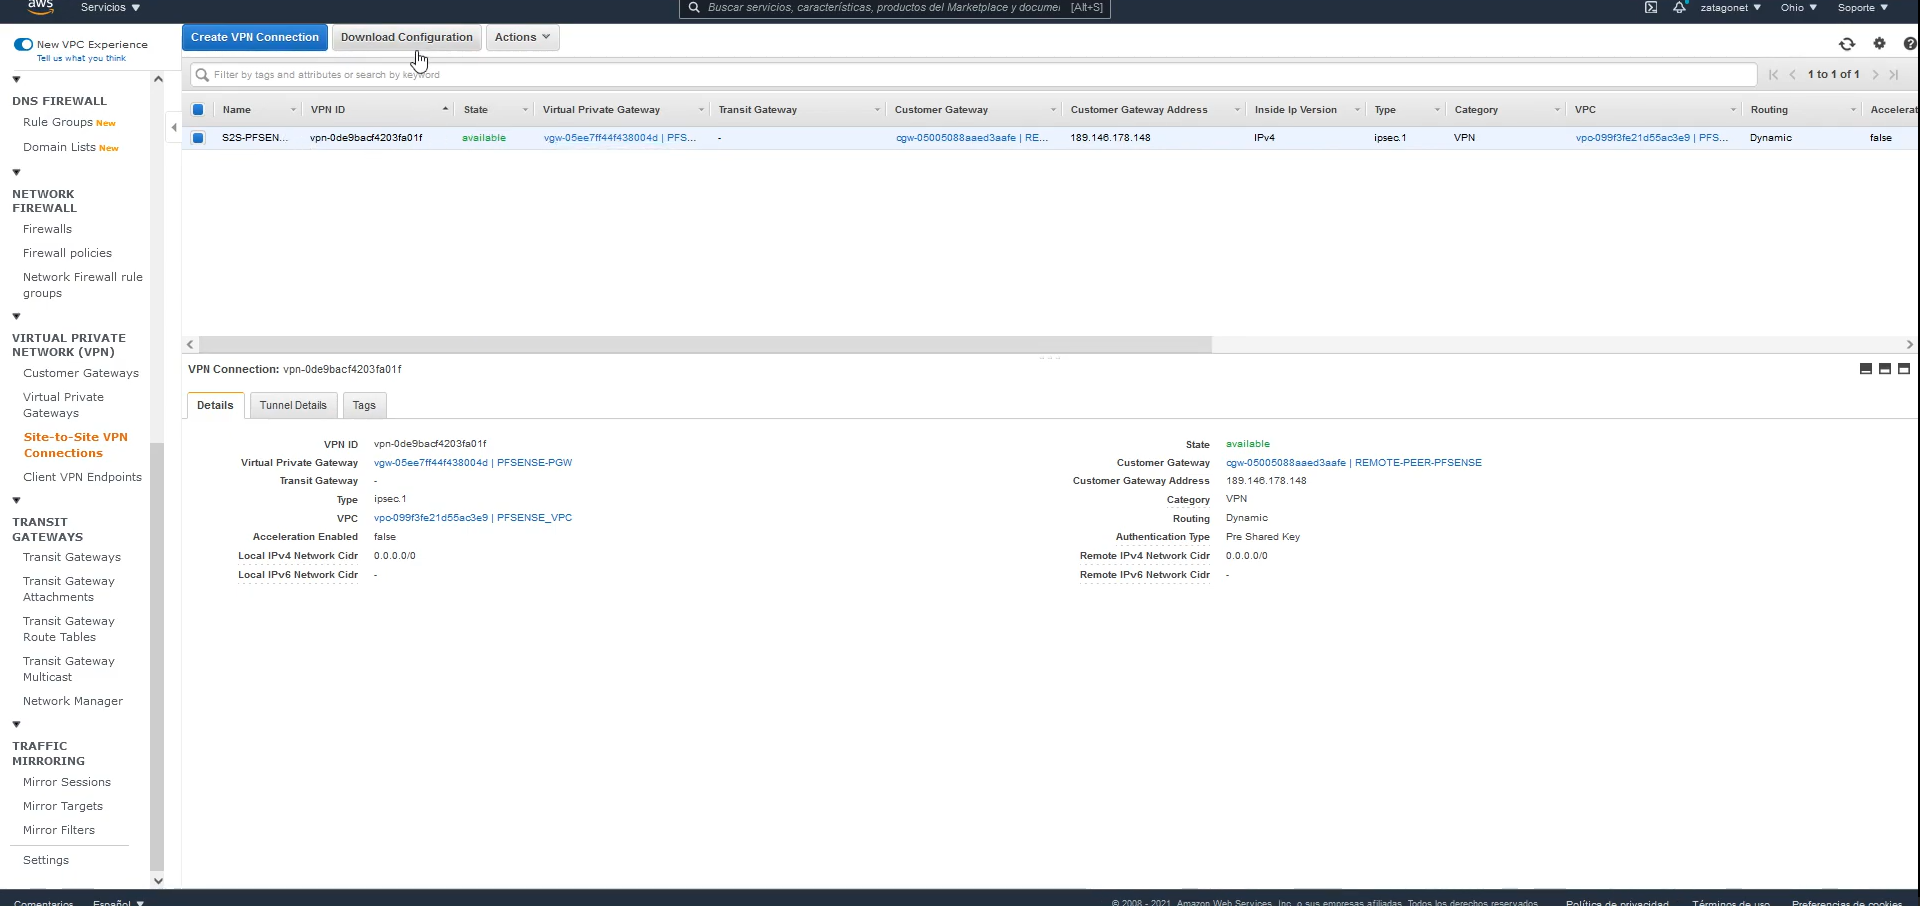 aws
Servicios
Buscar servicios, características, productos del Marketplace y documer [Alt+S]
zatagonet
Ohio
Soporte
New VPC Experience
Tell us what you think
DNS FIREWALL
Rule Groups New
Domain Lists New
NETWORK
FIREWALL
Firewalls
Firewall policies
Network Firewall rule
groups
VIRTUAL PRIVATE
NETWORK (VPN)
Customer Gateways
Virtual Private
Gateways
Site-to-Site VPN
Connections
Client VPN Endpoints
TRANSIT
GATEWAYS
Transit Gateways
Transit Gateway
Attachments
Transit Gateway
Route Tables
Transit Gateway
Multicast
Network Manager
TRAFFIC
MIRRORING
Mirror Sessions
Mirror Targets
Mirror Filters
Settings
Create VPN Connection
Download Configuration
Actions
Filter by tags and attributes or search by keyword
1 to 1 of 1
Name VPN ID State Virtual Private Gateway Transit Gateway Customer Gateway Customer Gateway Address Inside Ip Version Type Category VPC Routing Accelerat
S2S-PFSEN... vpn-0de9bacf4203fa01f available vgw-05ee7ff44f438004d | PFS... - cgw-05005088aaed3aafe | RE... 189.146.178.148 IPv4 ipsec.1 VPN vpc-099f3fe21d55ac3e9 | PFS... Dynamic false
VPN Connection: vpn-0de9bacf4203fa01f
Details
Tunnel Details
Tags
VPN ID vpn-0de9bacf4203fa01f
Virtual Private Gateway vgw-05ee7ff44f438004d | PFSENSE-PGW
Transit Gateway -
Type ipsec.1
VPC vpc-099f3fe21d55ac3e9 | PFSENSE_VPC
Acceleration Enabled false
Local IPv4 Network Cidr 0.0.0.0/0
Local IPv6 Network Cidr -
State available
Customer Gateway cgw-05005088aaed3aafe | REMOTE-PEER-PFSENSE
Customer Gateway Address 189.146.178.148
Category VPN
Routing Dynamic
Authentication Type Pre Shared Key
Remote IPv4 Network Cidr 0.0.0.0/0
Remote IPv6 Network Cidr -
Comentarios
Español
© 2008 - 2021, Amazon Web Services, Inc. o sus empresas afiliadas. Todos los derechos reservados.
Política de privacidad
Términos de uso
Preferencias de cookies